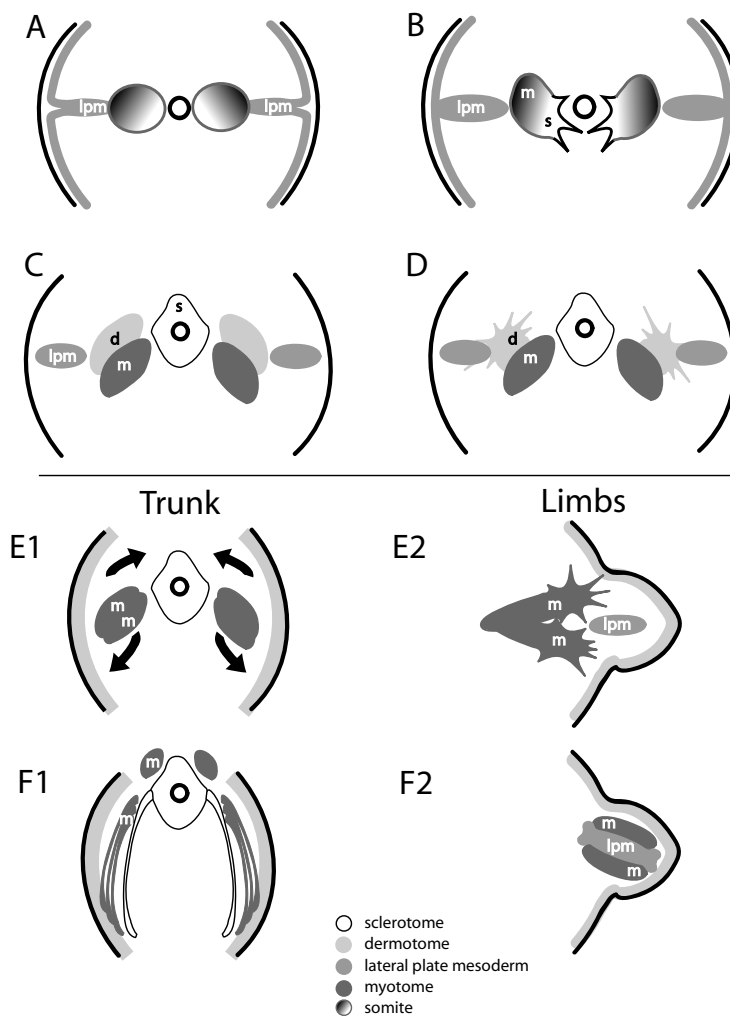 A
lpm
lpm
B
lpm
m
s
C
s
d
lpm
m
D
d
m
Trunk
Limbs
E1
m
m
E2
m
lpm
m
F1
m
m
F2
m
lpm
m
sclerotome
dermotome
lateral plate mesoderm
myotome
somite